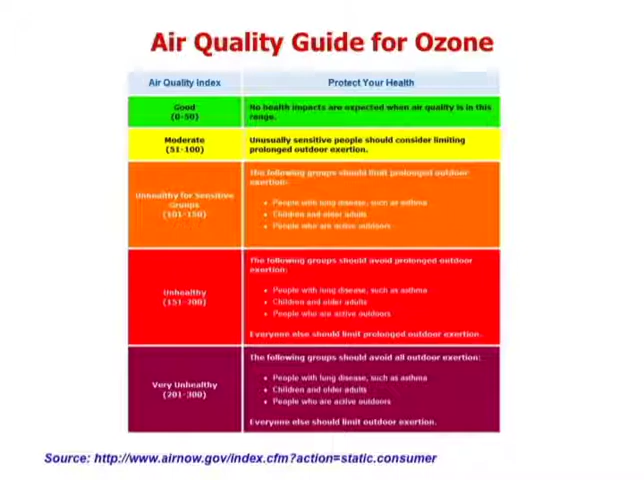 Air Quality Guide for Ozone
Air Quality Index
Protect Your Health
Good
(0-50)
No health impacts are expected when air quality is in this
range.
Moderate
(51-100)
Unusually sensitive people should consider limiting
prolonged outdoor exertion.
Unhealthy for Sensitive
Groups
(101-150)
The following groups should limit prolonged outdoor
exertion:
• People with lung disease, such as asthma
• Children and older adults
• People who are active outdoors
Unhealthy
(151-200)
The following groups should avoid prolonged outdoor
exertion:
• People with lung disease, such as asthma
• Children and older adults
• People who are active outdoors
Everyone else should limit prolonged outdoor exertion.
Very Unhealthy
(201-300)
The following groups should avoid all outdoor exertion:
• People with lung disease, such as asthma
• Children and older adults
• People who are active outdoors
Everyone else should limit outdoor exertion.
Source: http://www.airnow.gov/index.cfm?action=static.consumer